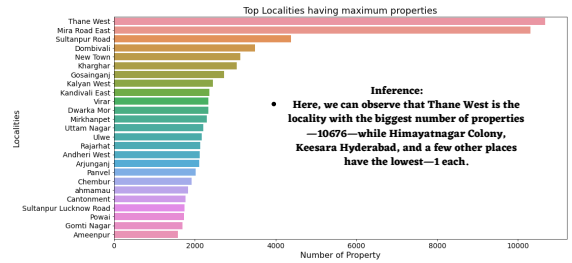 Top Localities having maximum properties
Thane West
Mira Road East
Sultanpur Road
Dombivali
New Town
Kharghar
Gosainganj
Kalyan West
Kandivali East
Virar
Dwarka Mor
Mirkhanpet
Uttam Nagar
Ulwe
Rajarhat
Andheri West
Arjunganj
Panvel
Chembur
ahmamau
Cantonment
Sultanpur Lucknow Road
Powai
Gomti Nagar
Ameenpur
Localities
Inference:
• Here, we can observe that Thane West is the
locality with the biggest number of properties
—10676—while Himayatnagar Colony,
Keesara Hyderabad, and a few other places
have the lowest—1 each.
0 2000 4000 6000 8000 10000
Number of Property